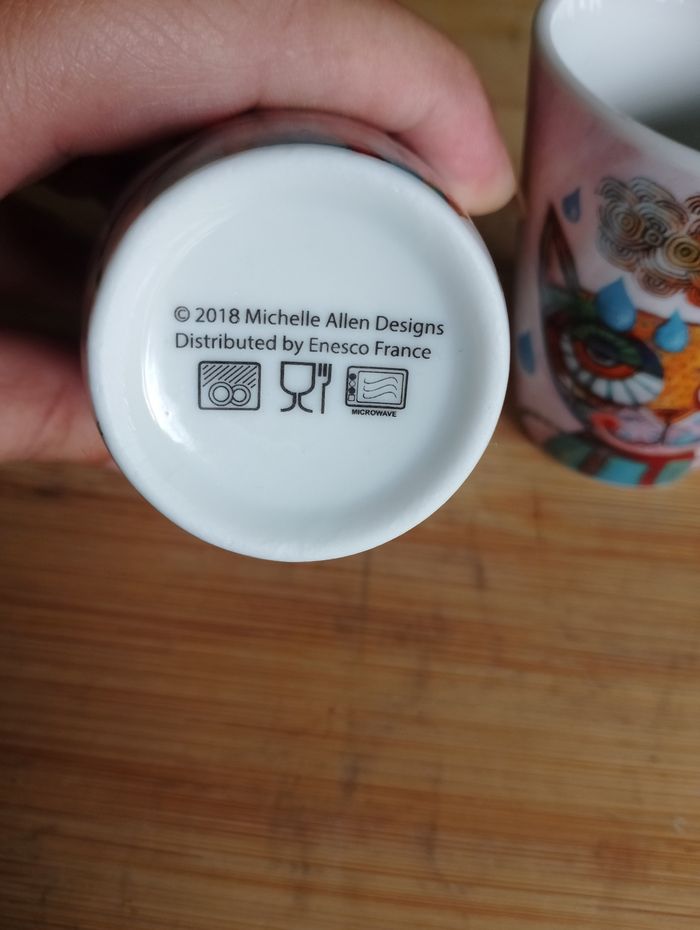 © 2018 Michelle Allen Designs
Distributed by Enesco France
MICROWAVE